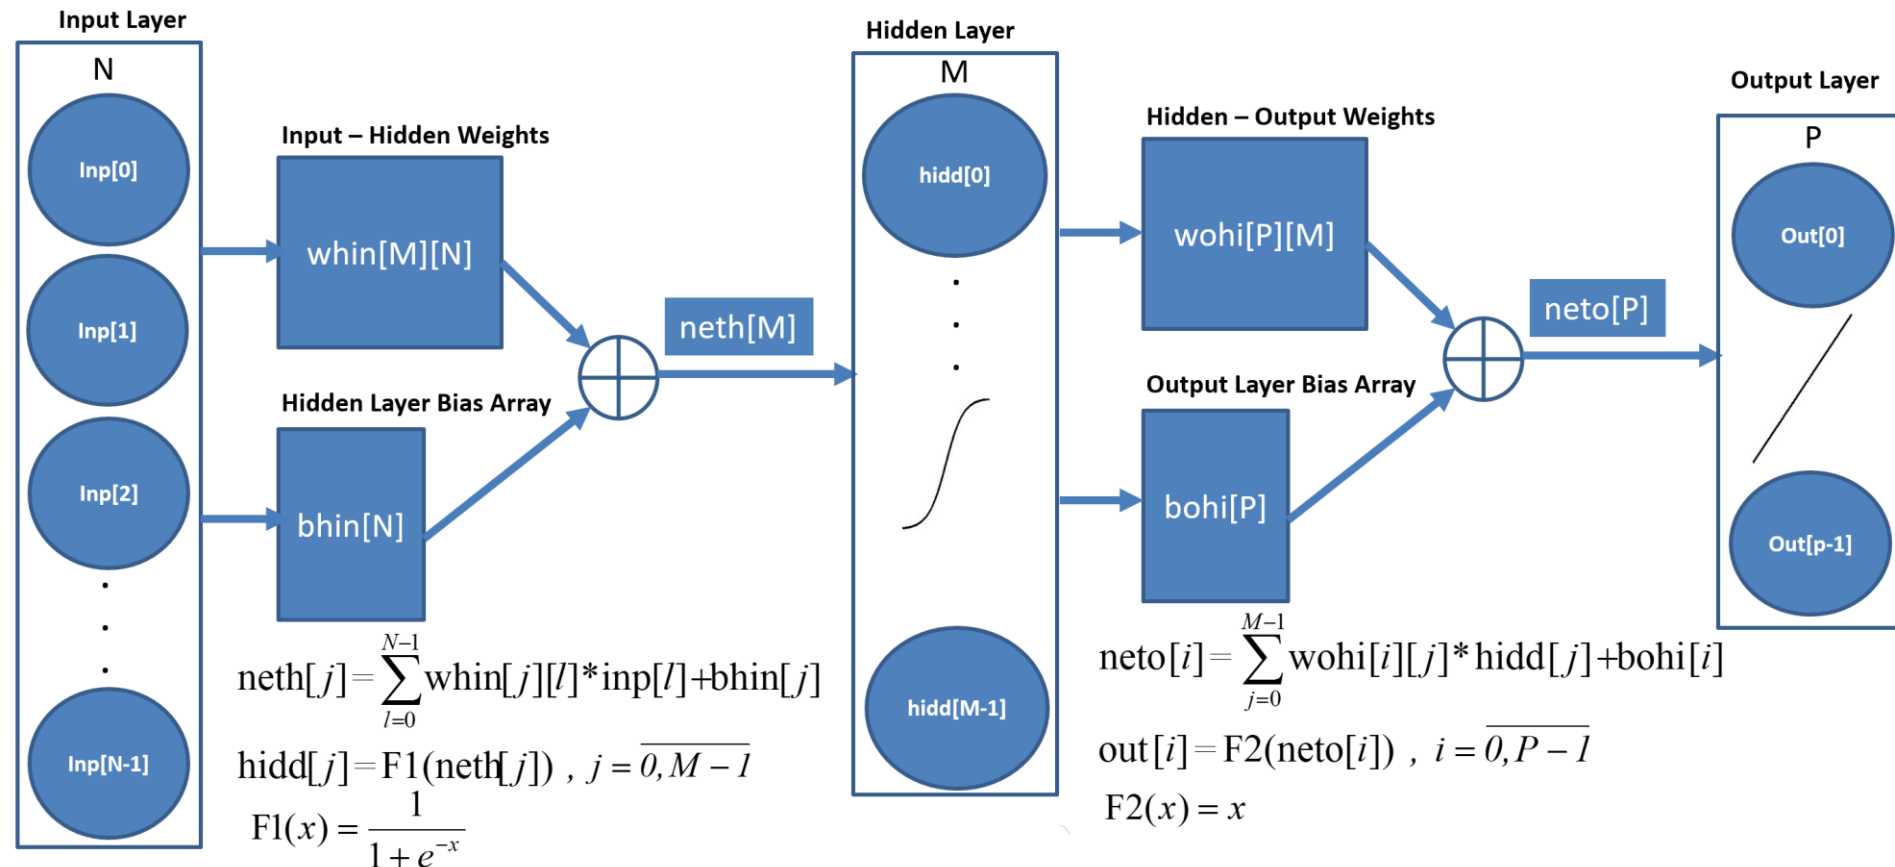 Input Layer
N
Inp[0]
Inp[1]
Inp[2]
.
.
.
Inp[N-1]
Input – Hidden Weights
whin[M][N]
Hidden Layer Bias Array
bhin[N]
neth[M]
neth[j]=∑_{l=0}^{N−1} whin[j][l]*inp[l]+bhin[j]
hidd[j]=F1(neth[j]) , j = \overline{0,M−1}
F1(x) = \frac{1}{1+e^{−x}}
Hidden Layer
M
hidd[0]
.
.
.
hidd[M-1]
Hidden – Output Weights
wohi[P][M]
Output Layer Bias Array
bohi[P]
neto[P]
neto[i]=∑_{j=0}^{M−1} wohi[i][j]*hidd[j]+bohi[i]
out[i]=F2(neto[i]) , i = \overline{0,P−1}
F2(x) = x
Output Layer
P
Out[0]
Out[p-1]